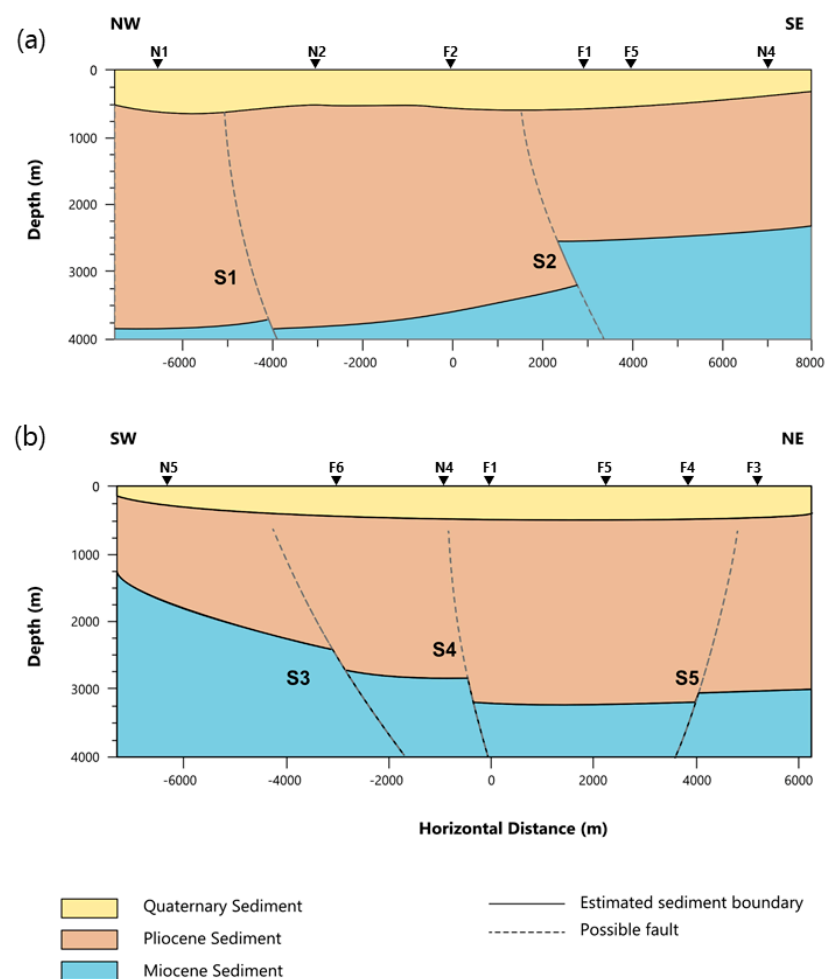 (a)
NW SE
N1 N2 F2 F1 F5 N4
0
1000
2000
3000
4000
Depth (m)
S1
S2
-6000 -4000 -2000 0 2000 4000 6000 8000
(b)
SW NE
N5 F6 N4 F1 F5 F4 F3
0
1000
2000
3000
4000
Depth (m)
S3
S4
S5
-6000 -4000 -2000 0 2000 4000 6000
Horizontal Distance (m)
Quaternary Sediment
Pliocene Sediment
Miocene Sediment
Estimated sediment boundary
Possible fault